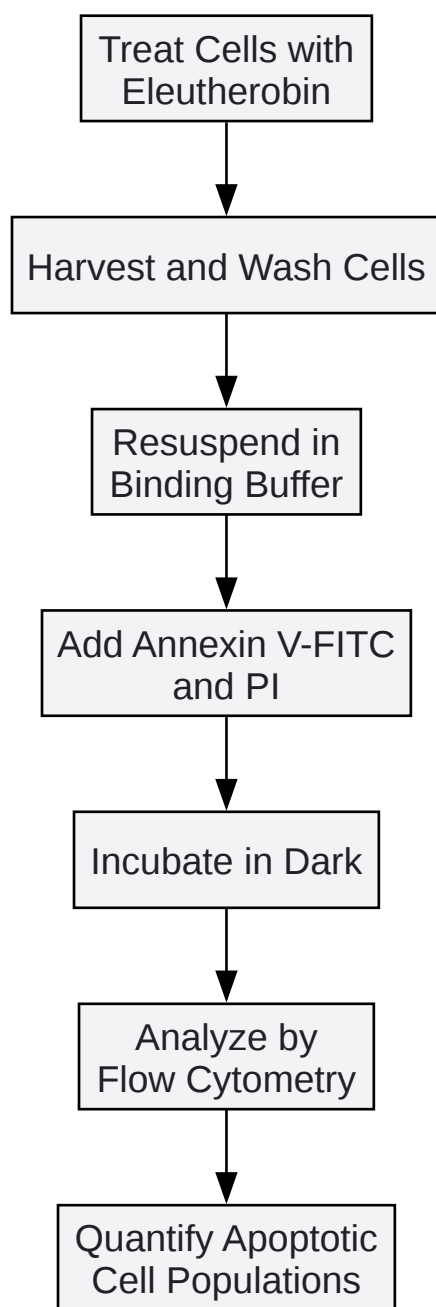 Treat Cells with
Eleutherobin
Harvest and Wash Cells
Resuspend in
Binding Buffer
Add Annexin V-FITC
and PI
Incubate in Dark
Analyze by
Flow Cytometry
Quantify Apoptotic
Cell Populations